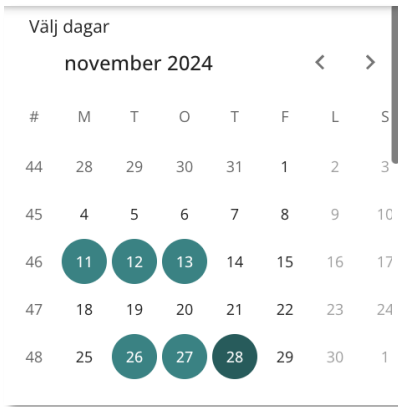 Välj dagar
november 2024
# M T O T F L S
44 28 29 30 31 1 2 3
45 4 5 6 7 8 9 10
46 11 12 13 14 15 16 17
47 18 19 20 21 22 23 24
48 25 26 27 28 29 30 1